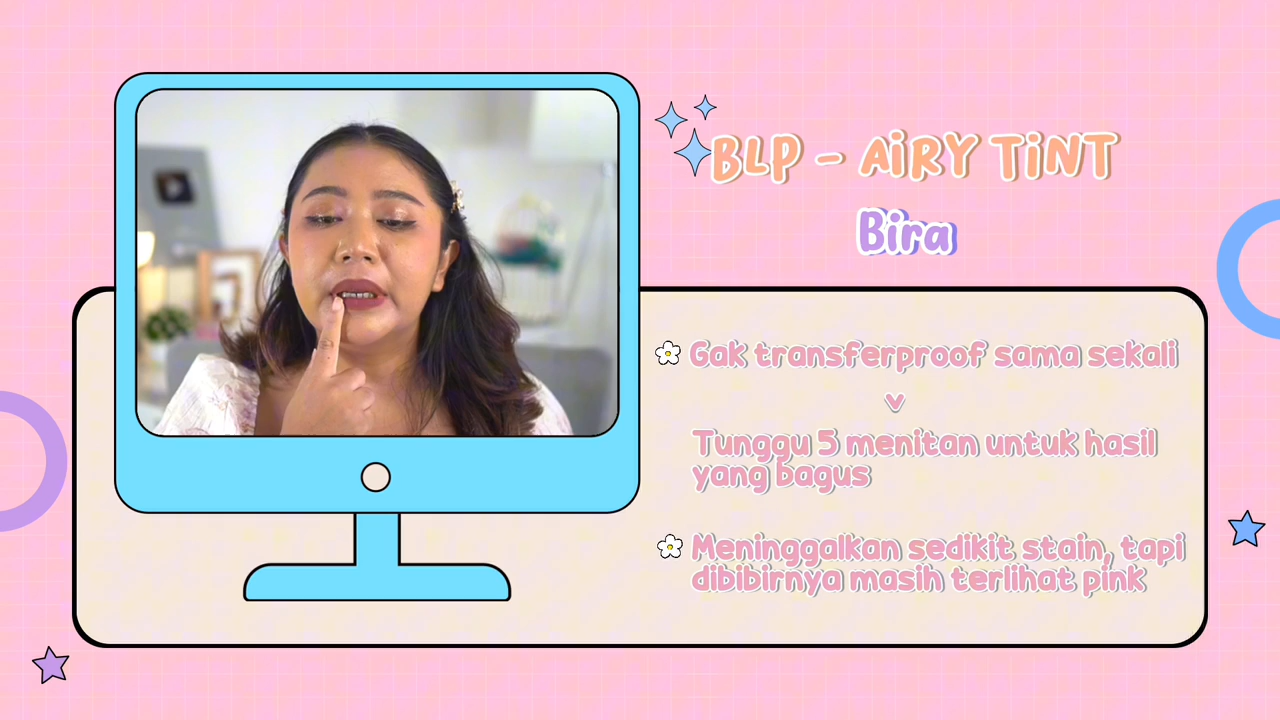 BLP - AiRY TiNT
Bira
Gak transferproof sama sekali
v
Tunggu 5 menitan untuk hasil
yang bagus
Meninggalkan sedikit stain, tapi
dibibirnya masih terlihat pink